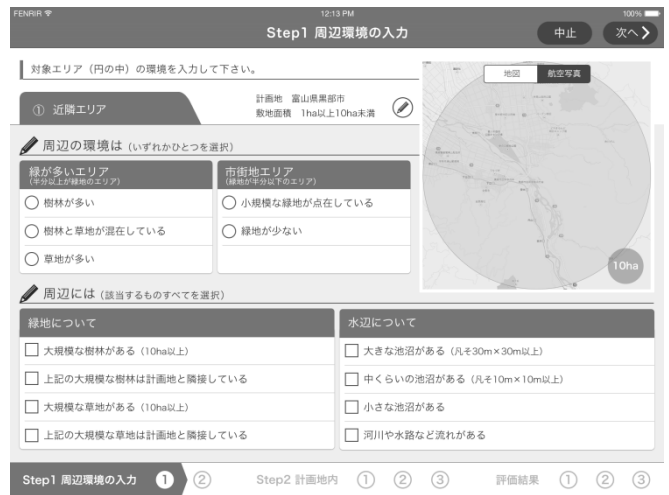 FENRIR 12:13 PM 100%
Step1 周辺環境の入力
中止
次へ
対象エリア（円の中）の環境を入力して下さい。
① 近隣エリア
計画地 富山県黒部市
敷地面積 1ha以上10ha未満
地図
航空写真
10ha
周辺の環境は（いずれかひとつを選択）
緑が多いエリア
（半分以上が緑地のエリア）
樹林が多い
樹林と草地が混在している
草地が多い
市街地エリア
（緑地が半分以下のエリア）
小規模な緑地が点在している
緑地が少ない
周辺には（該当するものすべてを選択）
緑地について
大規模な樹林がある（10ha以上）
上記の大規模な樹林は計画地と隣接している
大規模な草地がある（10ha以上）
上記の大規模な草地は計画地と隣接している
水辺について
大きな池沼がある（凡そ30m×30m以上）
中くらいの池沼がある（凡そ10m×10m以上）
小さな池沼がある
河川や水路など流れがある
Step1 周辺環境の入力 ① ② Step2 計画地内 ① ② ③ 評価結果 ① ② ③